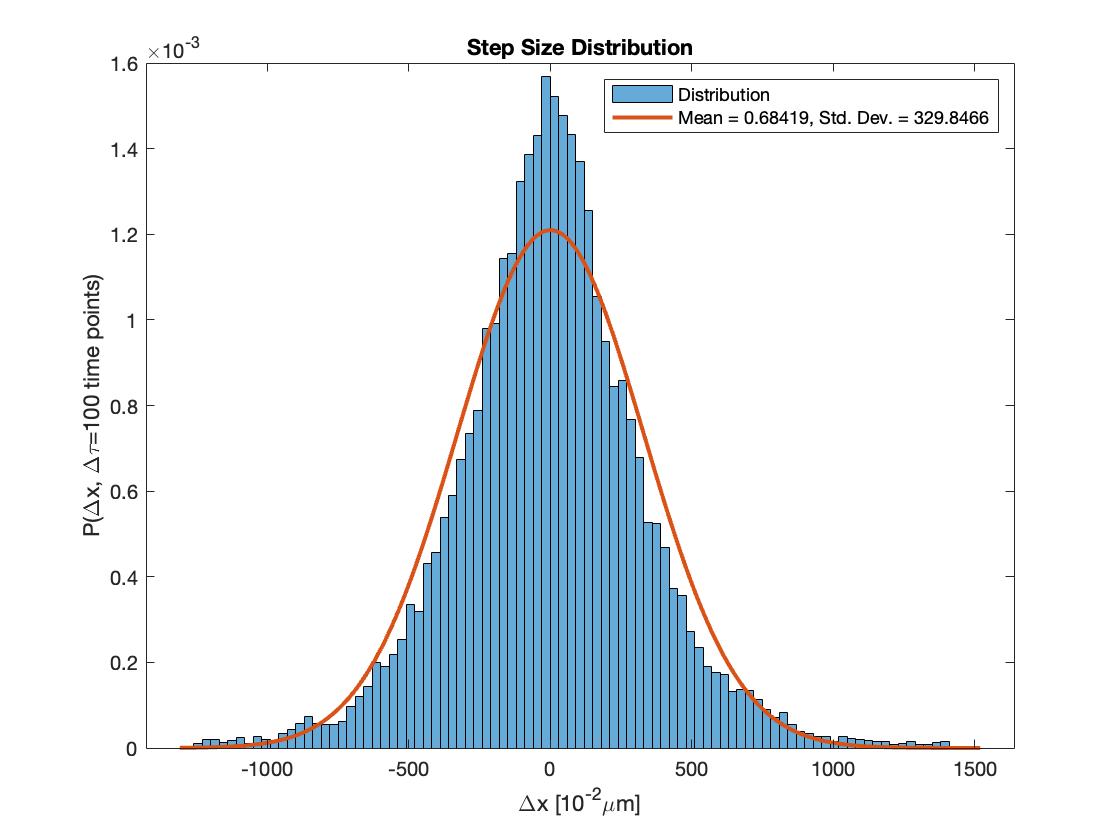 Step Size Distribution
×10⁻³
1.6
1.4
1.2
1
0.8
0.6
0.4
0.2
0
P(Δx, Δτ=100 time points)
Distribution
Mean = 0.68419, Std. Dev. = 329.8466
-1000 -500 0 500 1000 1500
Δx [10⁻²μm]